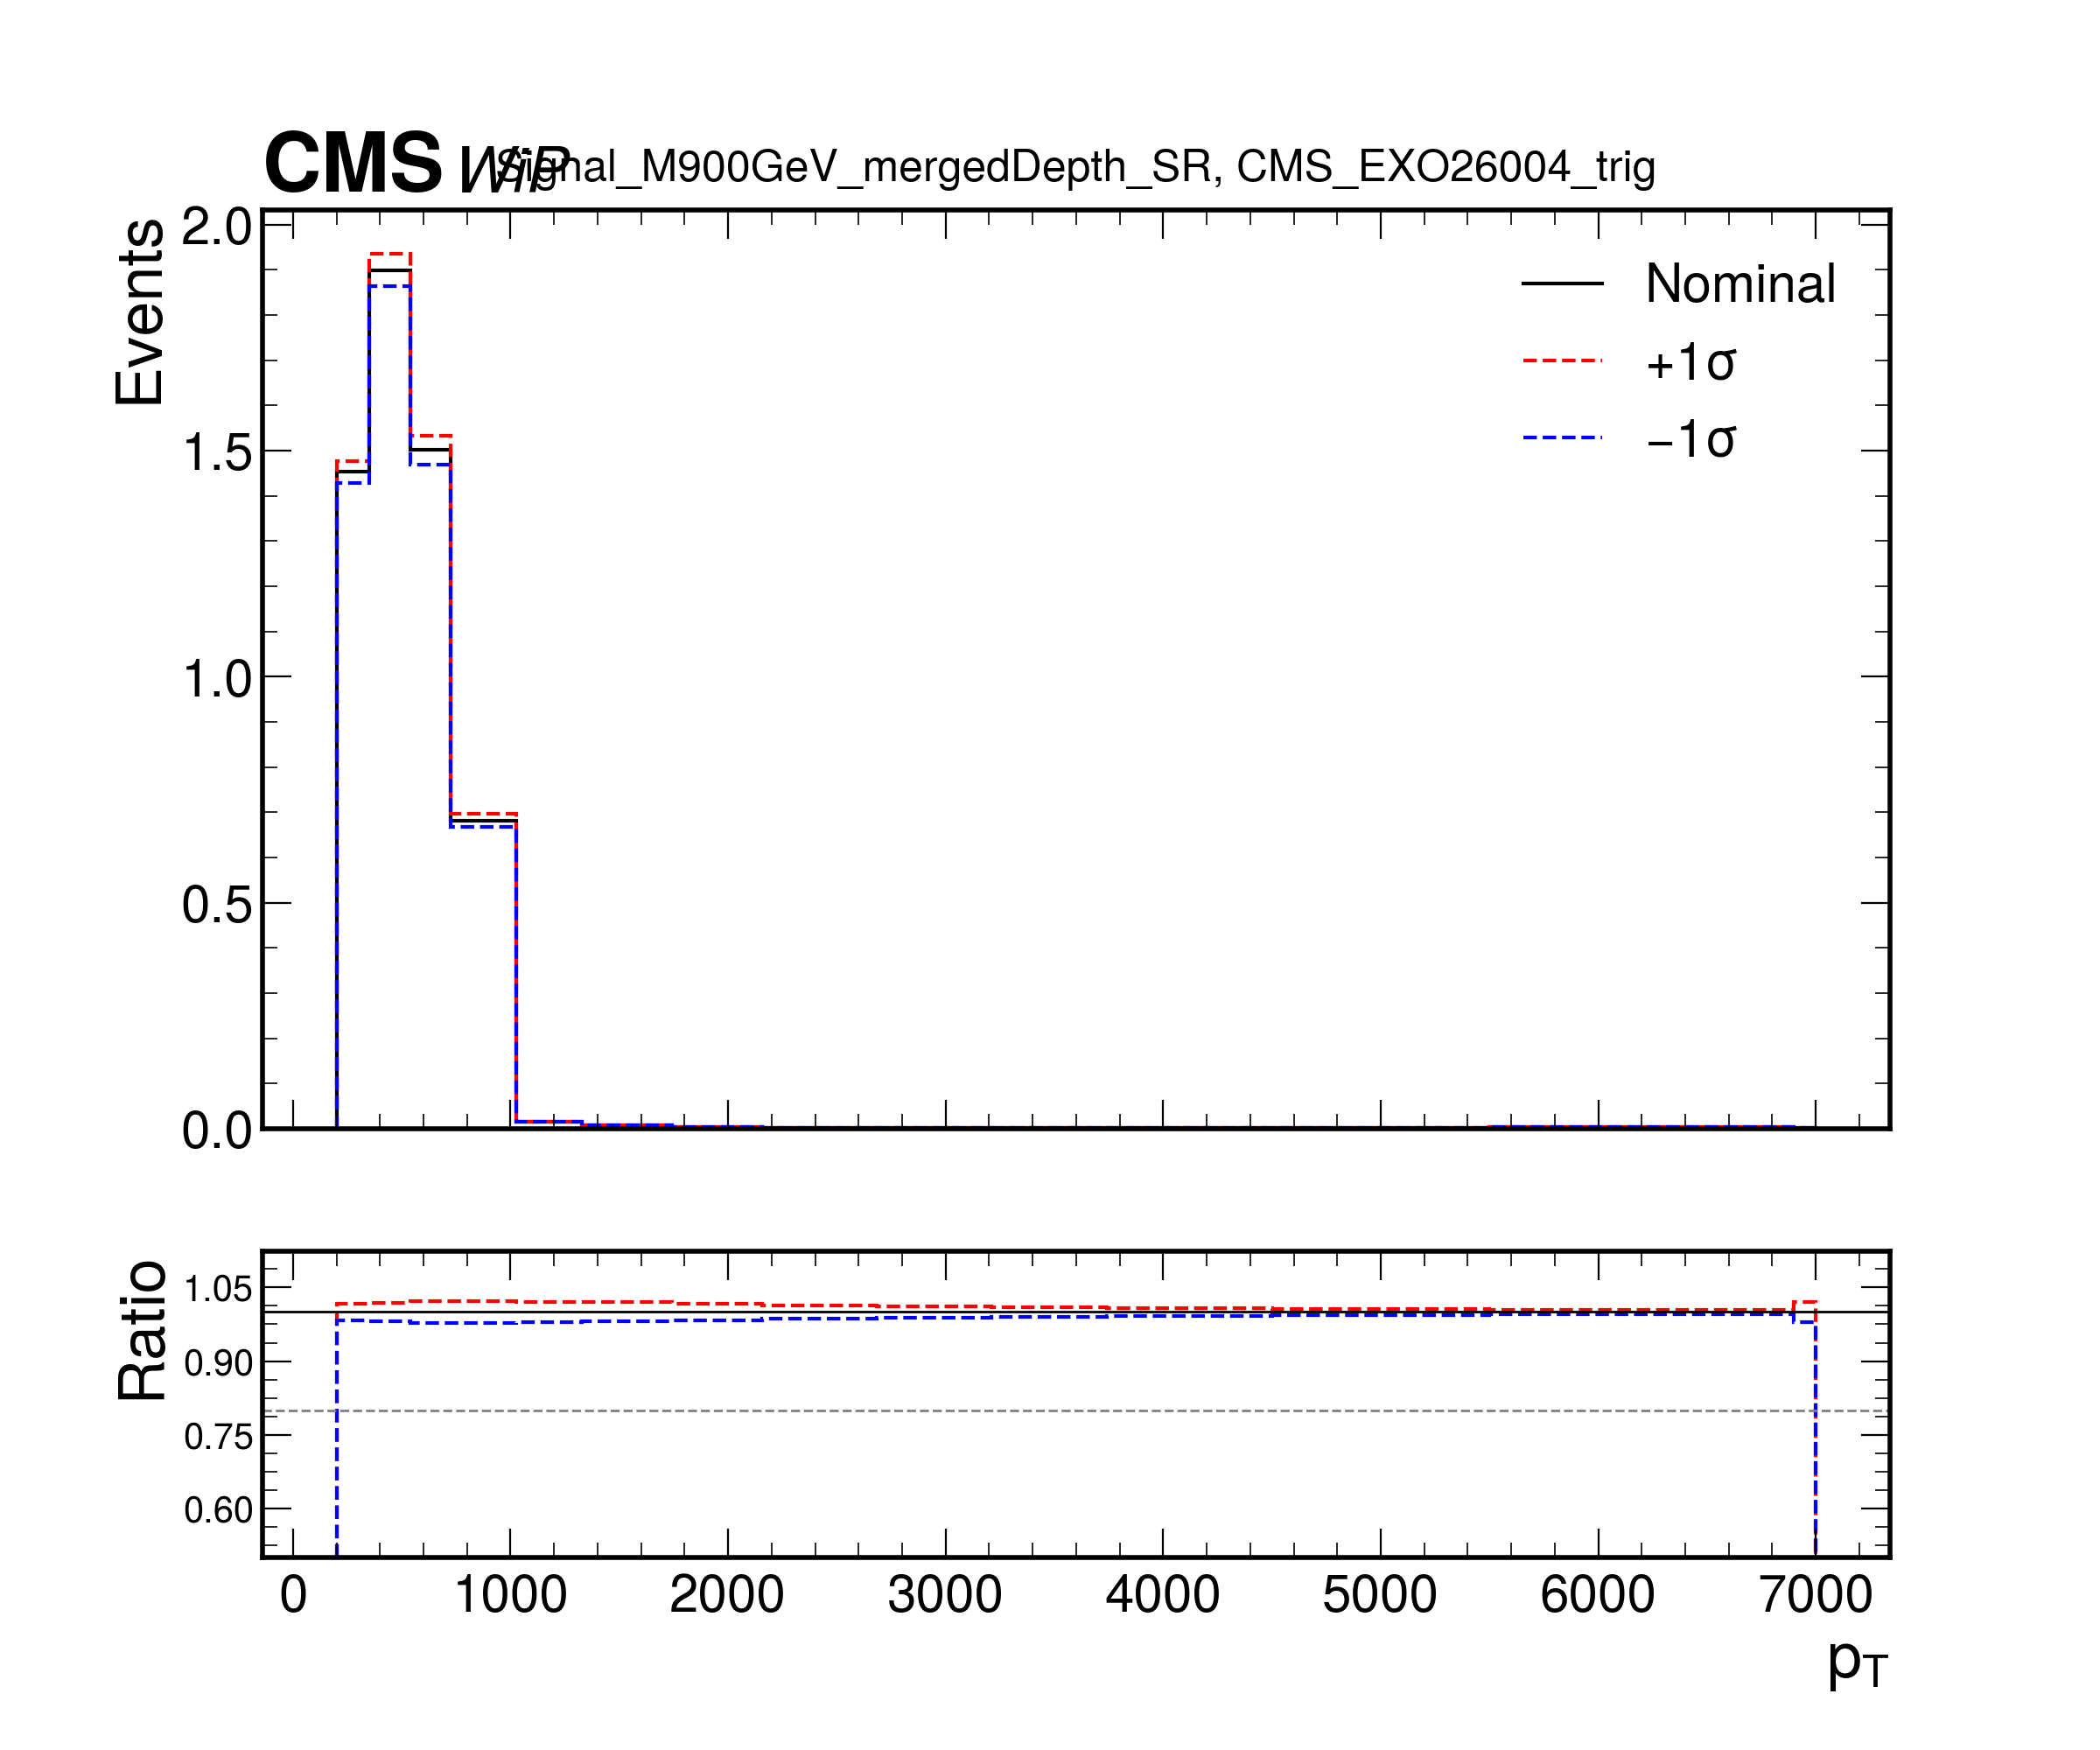 CMS WiP Signal_M900GeV_mergedDepth_SR, CMS_EXO26004_trig
Events
2.0
1.5
1.0
0.5
0.0
Nominal
+1σ
−1σ
Ratio
1.05
0.90
0.75
0.60
0 1000 2000 3000 4000 5000 6000 7000
pT